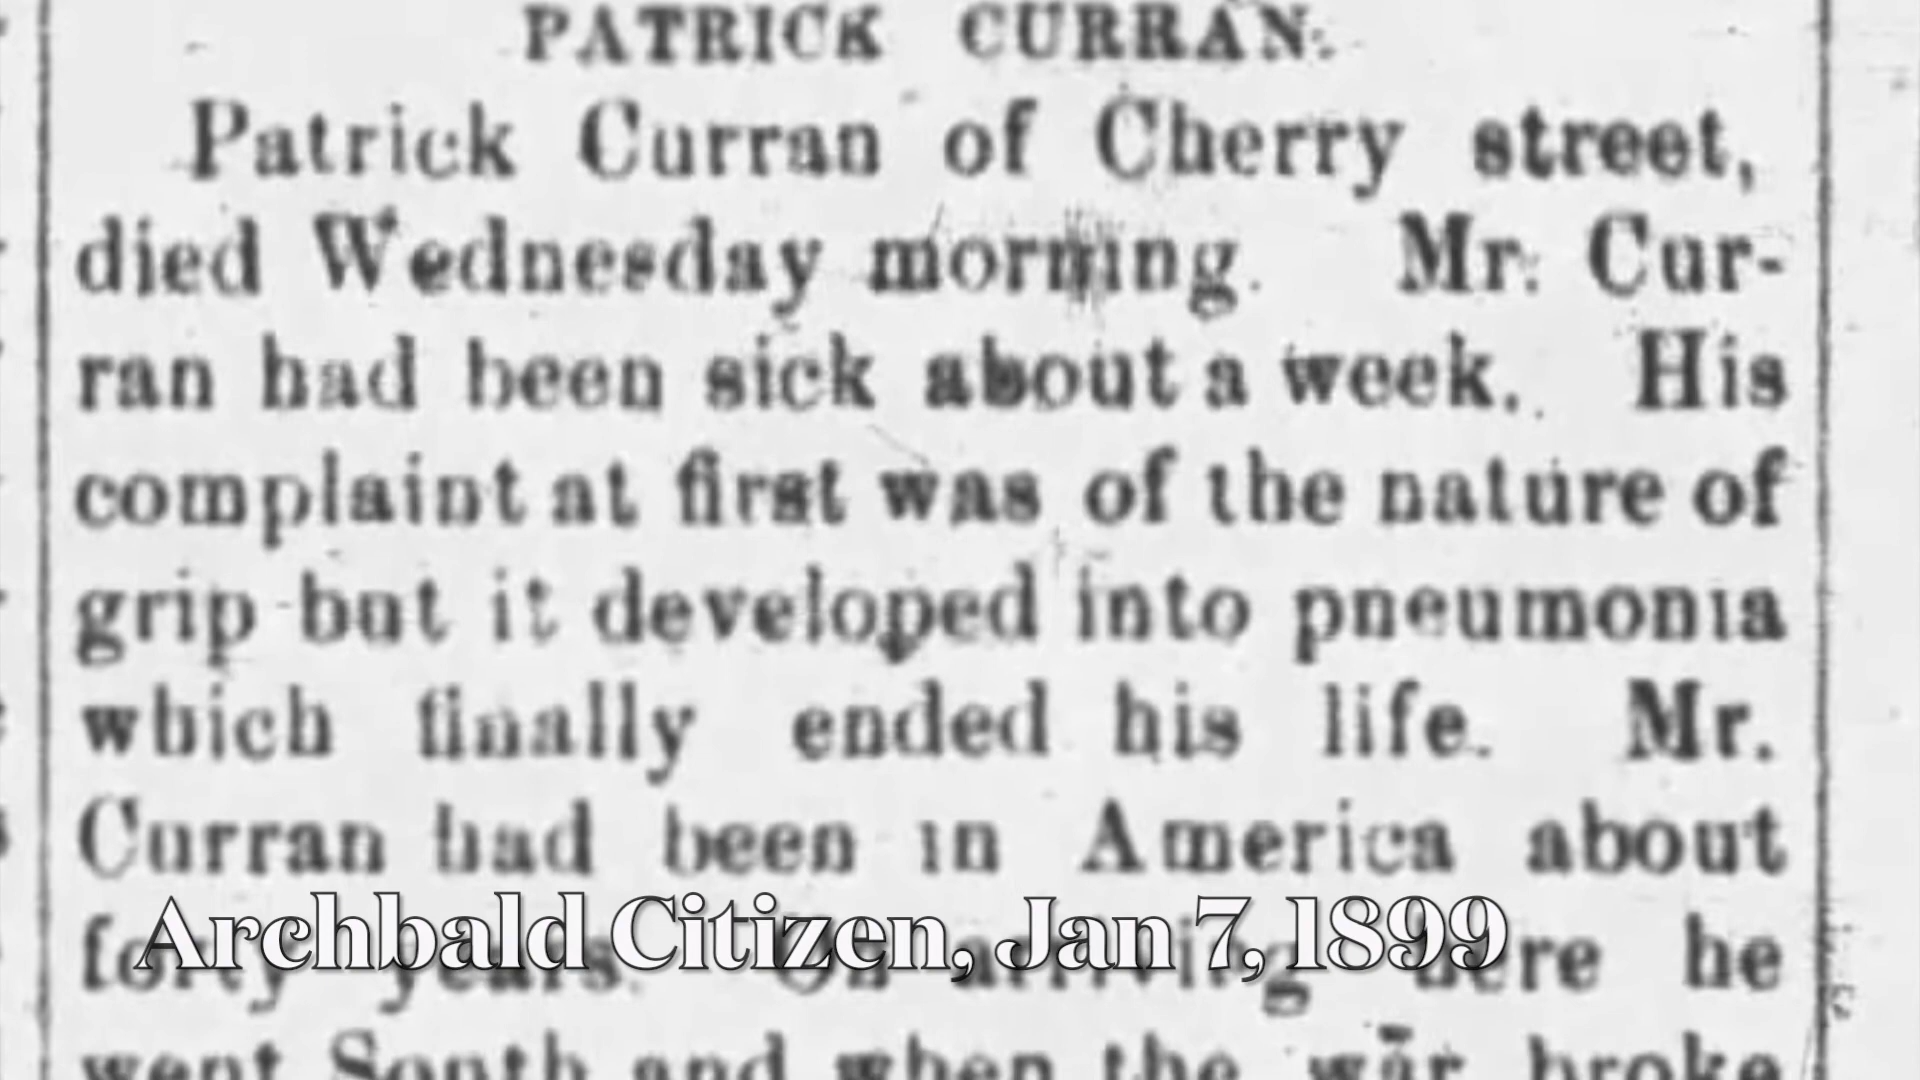 PATRICK CURRAN.
Patrick Curran of Cherry street,
died Wednesday morning. Mr. Cur-
ran had been sick about a week. His
complaint at first was of the nature of
grip but it developed into pneumonia
which finally ended his life. Mr.
Curran had been in America about
forty years. On arriving here he
Archbald Citizen, Jan 7, 1899
went South and when the war broke